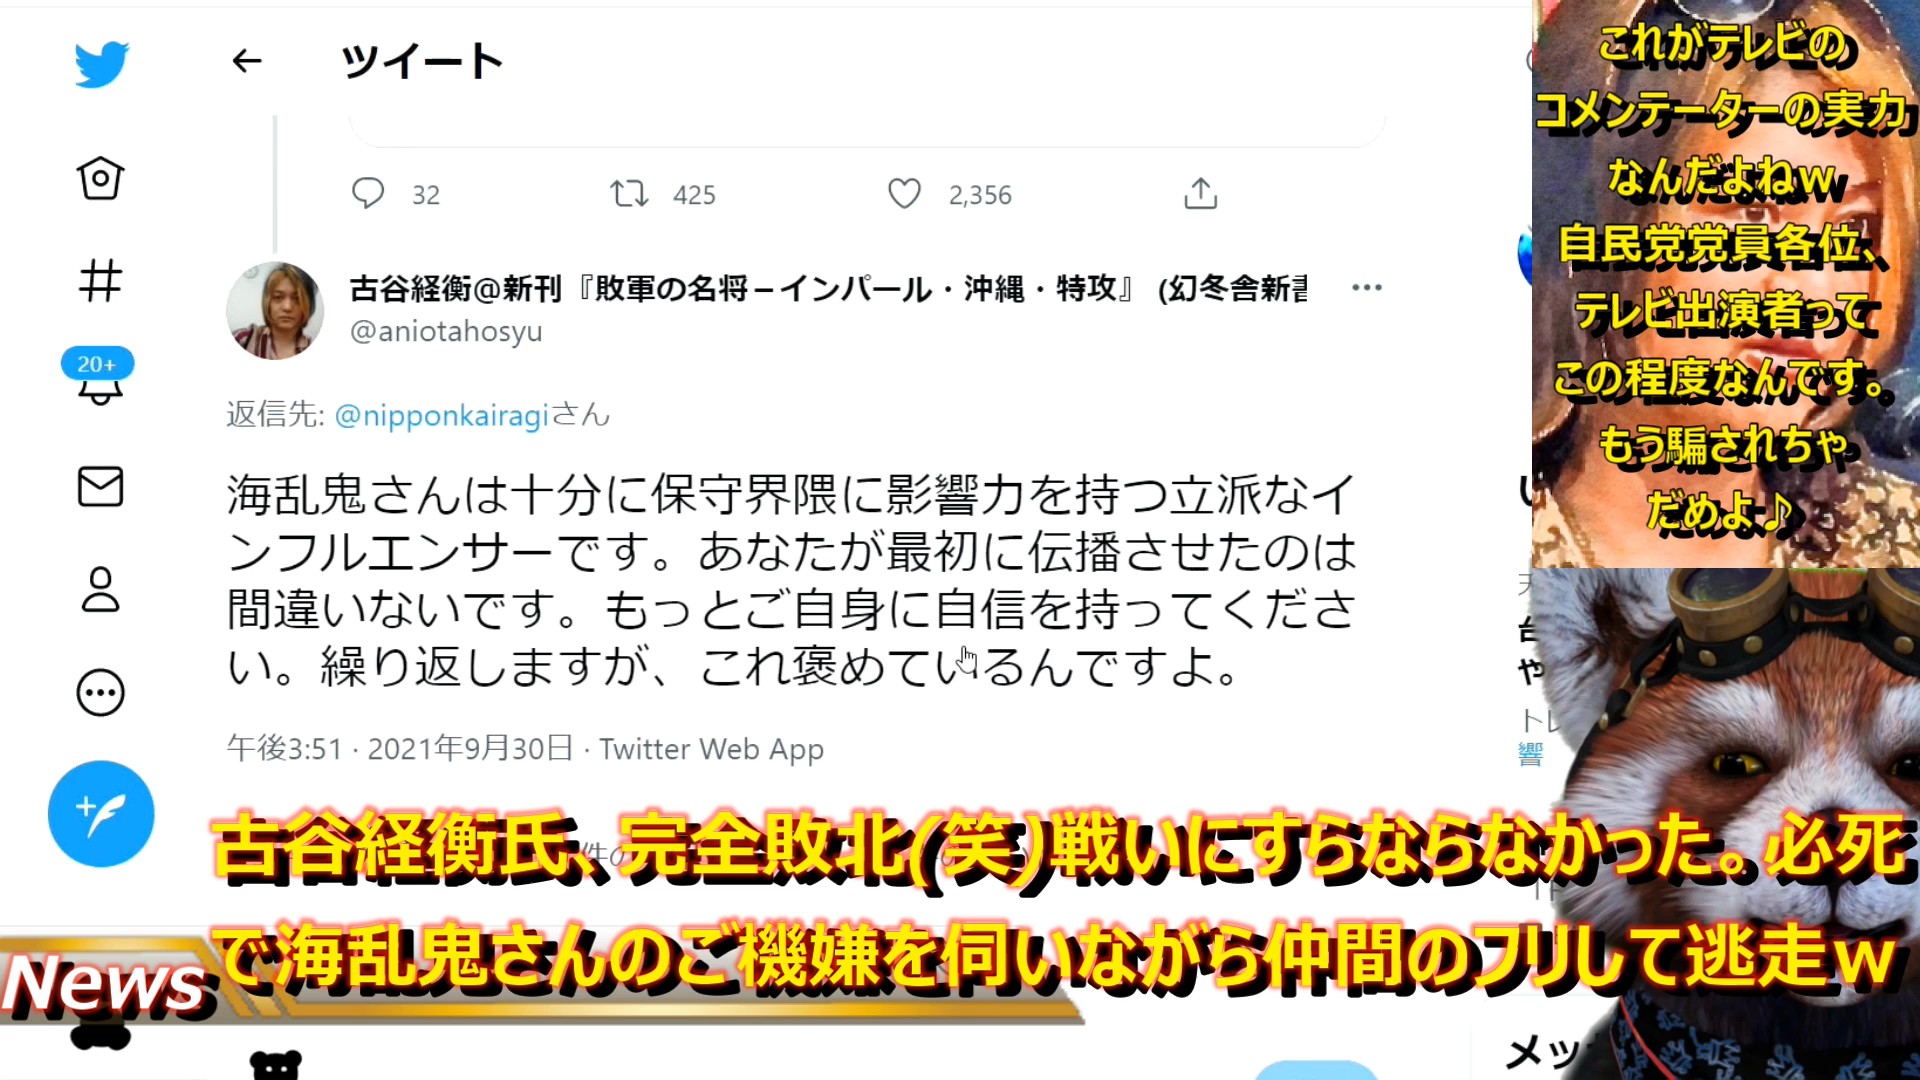 ツイート
32
425
2,356
20+
古谷経衡@新刊『敗軍の名将－インパール・沖縄・特攻』 (幻冬舎新書
@aniotahosyu
返信先: @nipponkairagiさん
海乱鬼さんは十分に保守界隈に影響力を持つ立派なイ
ンフルエンサーです。あなたが最初に伝播させたのは
間違いないです。もっとご自身に自信を持ってくださ
い。繰り返しますが、これ褒めているんですよ。
午後3:51 · 2021年9月30日 · Twitter Web App
これがテレビの
コメンテーターの実力
なんだよねｗ
自民党党員各位、
テレビ出演者って
この程度なんです。
もう騙されちゃ
だめよ♪
響
件の
古谷経衡氏、完全敗北(笑)戦いにすらならなかった。必死
で海乱鬼さんのご機嫌を伺いながら仲間のフリして逃走ｗ
News
メッ